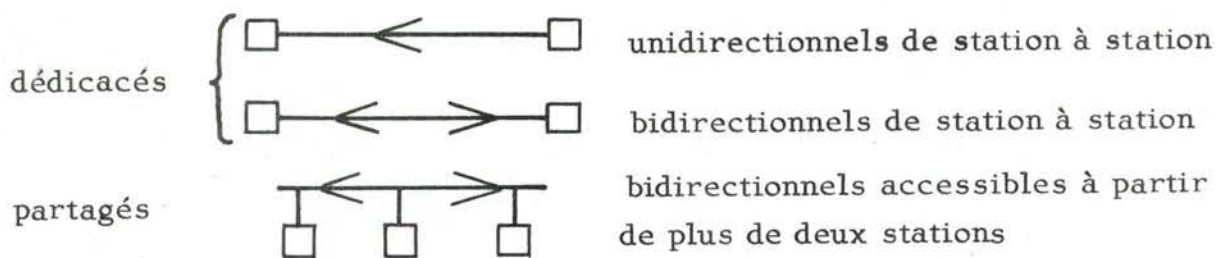 unidirectionnels de station à station
dédicacés
bidirectionnels de station à station
partagés
bidirectionnels accessibles à partir
de plus de deux stations